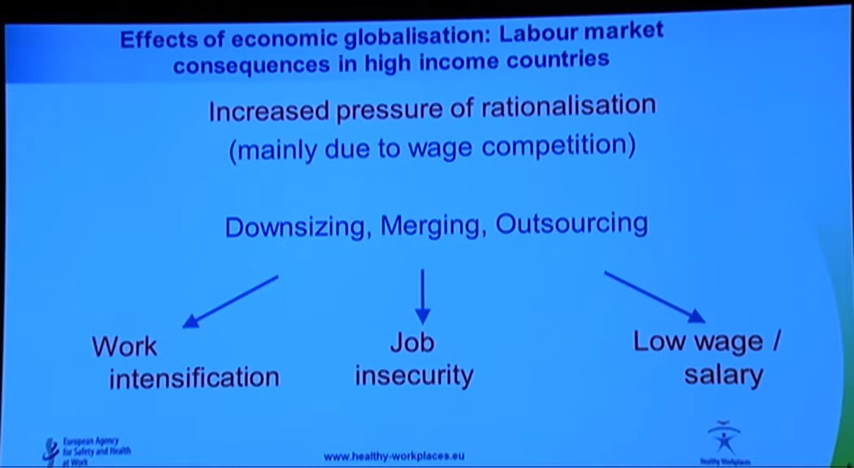 Effects of economic globalisation: Labour market
consequences in high income countries
Increased pressure of rationalisation
(mainly due to wage competition)
Downsizing, Merging, Outsourcing
Work
intensification
Job
insecurity
Low wage /
salary
European Agency
for Safety and Health
at Work
www.healthy-workplaces.eu
Healthy Workplaces